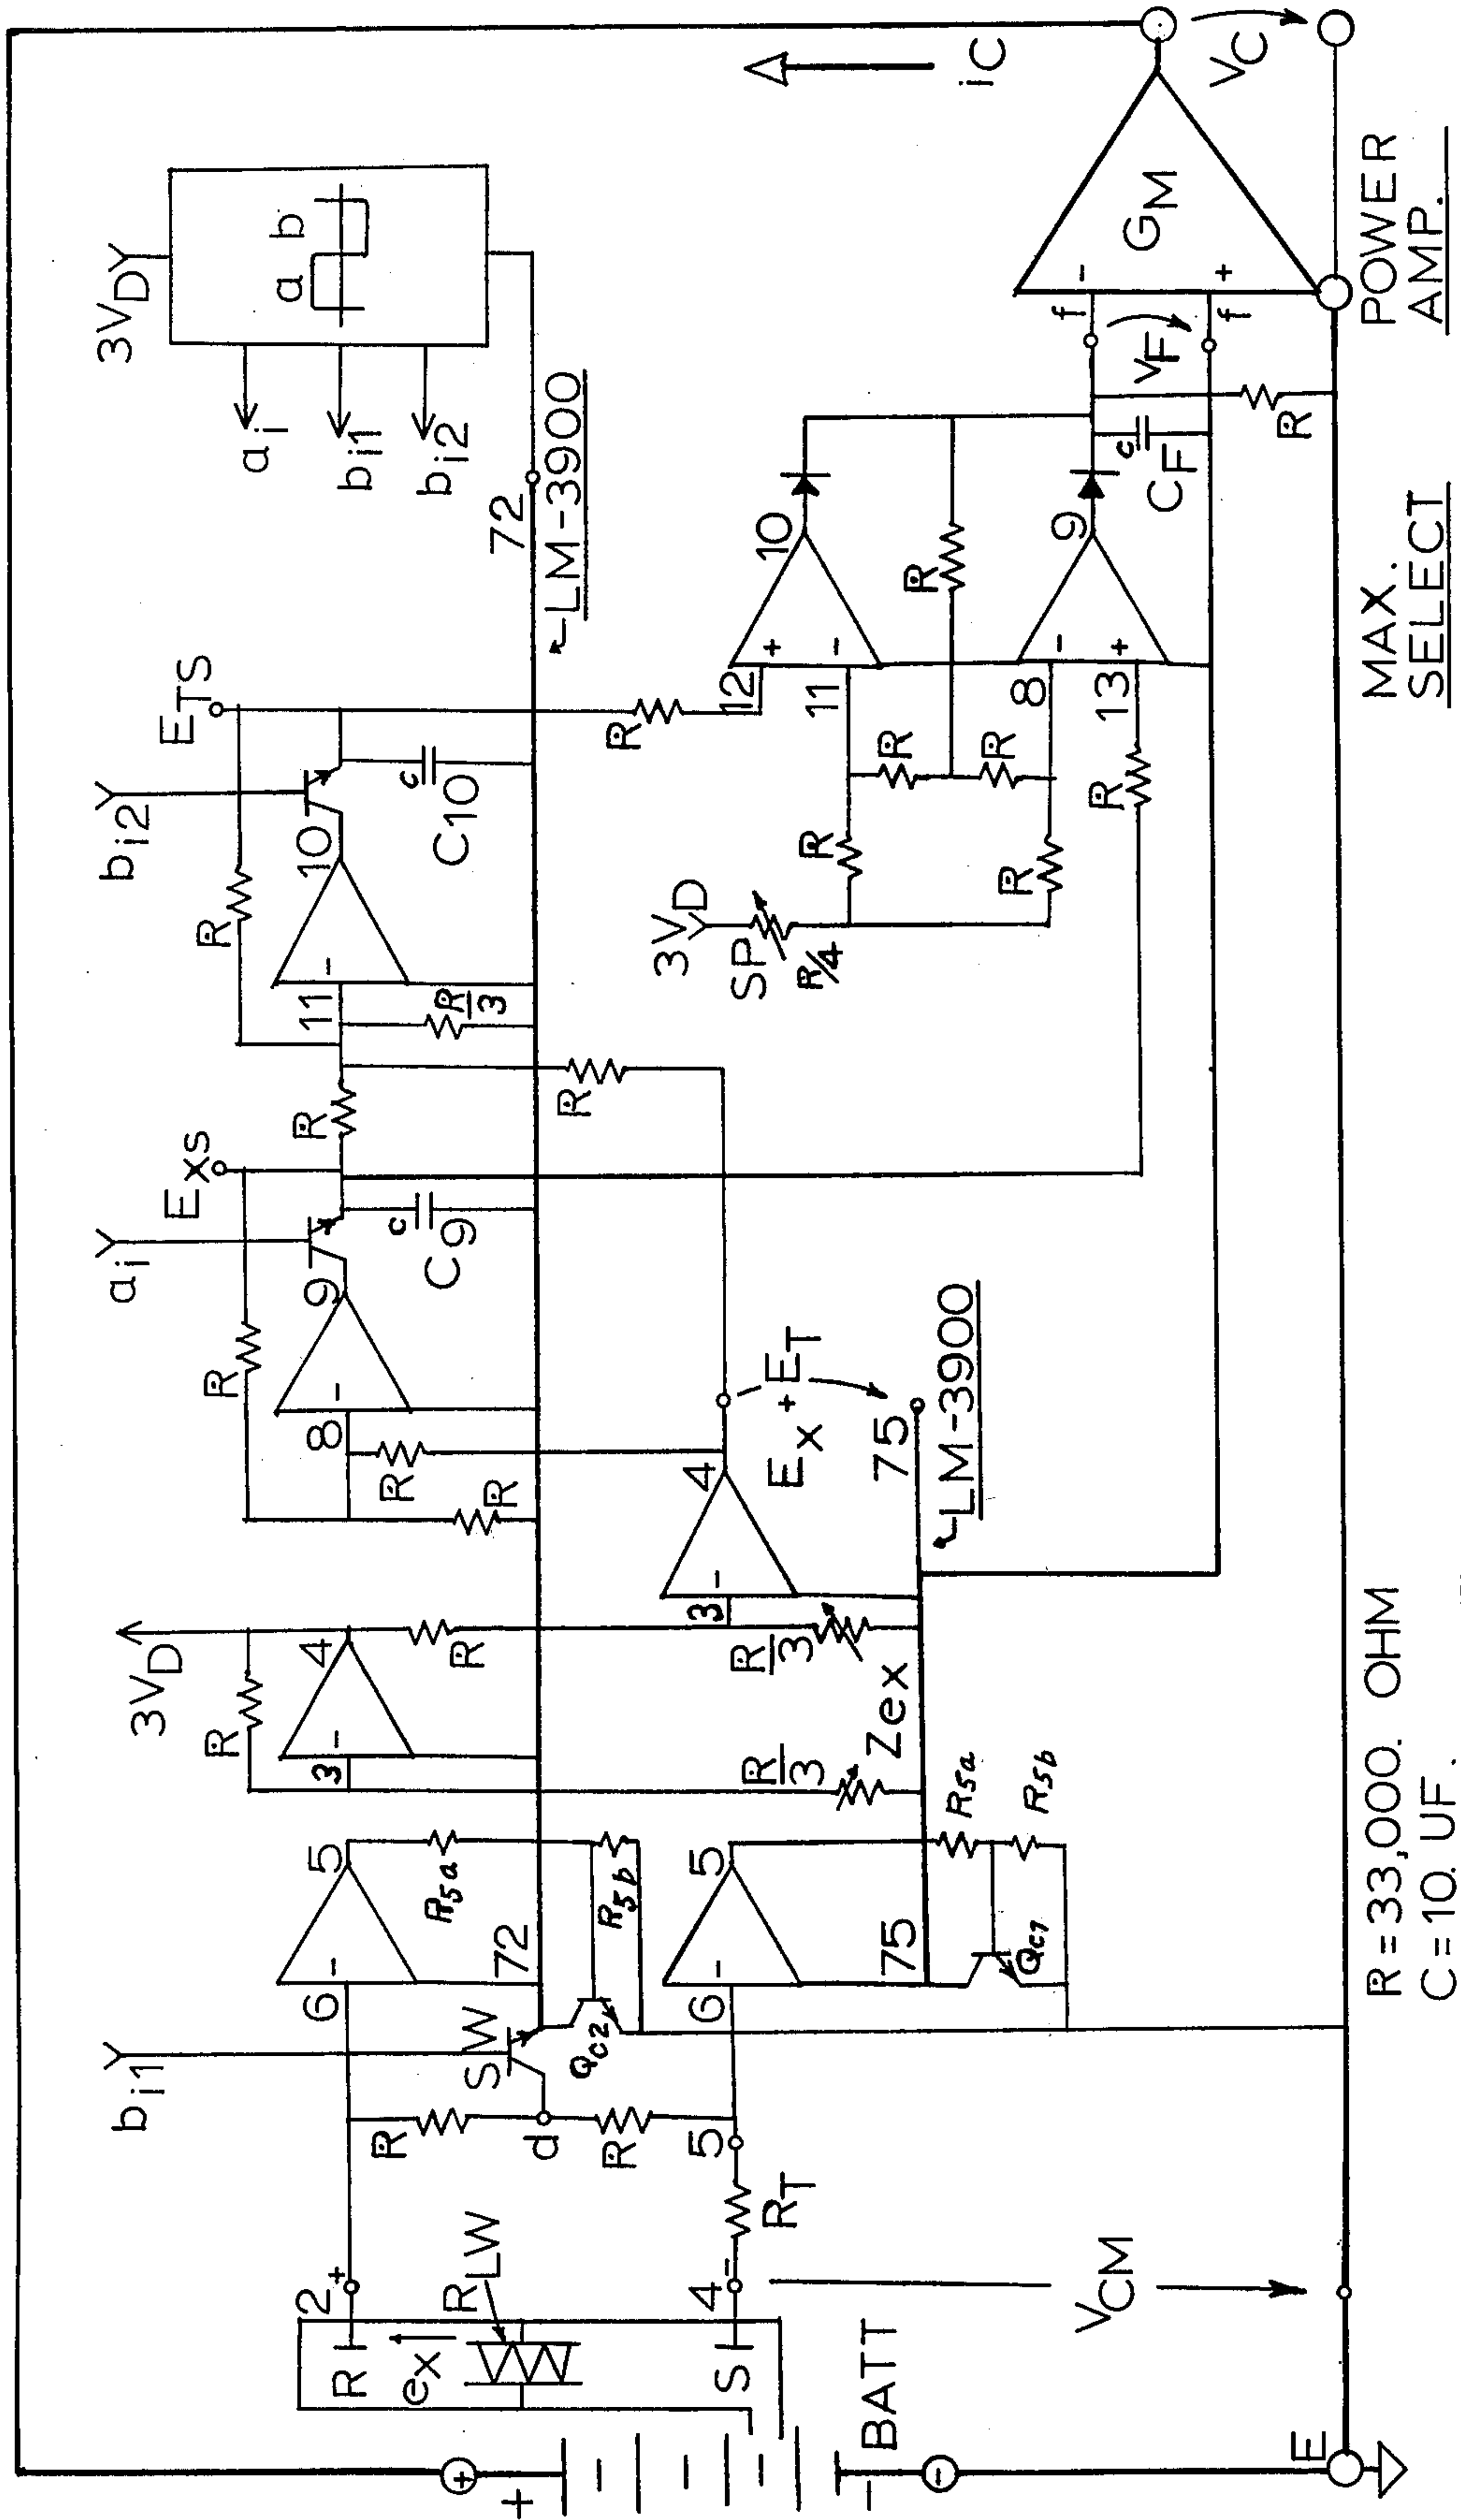 +
BATT
-
+
-
E
R
ex
RLW
S
2
+
4
-
VCM
RT
5
d
R
R
bi1
SW
QC2
6
-
5
R5a
R5b
72
6
-
5
75
QC1
R5a
R5b
3VD
R
3
-
4
R
R/3
Zex
R/3
3
-
4
Ex + ET
75
LM-3900
R
R
R
8
-
9
ai
Exs
c
C9
R
R
R/3
R
11
-
10
bi2
ETS
c
C10
R
72
LM-3900
3VD
a
b
ai
bi1
bi2
3VD
SP
R/4
R
R
R
R
R
R
12
+
11
-
10
8
-
13
+
9
c
CF
R
f
VF
f
-
+
GM
iC
VC
MAX.
SELECT
POWER
AMP.
R = 33,000. OHM
C = 10. UF.